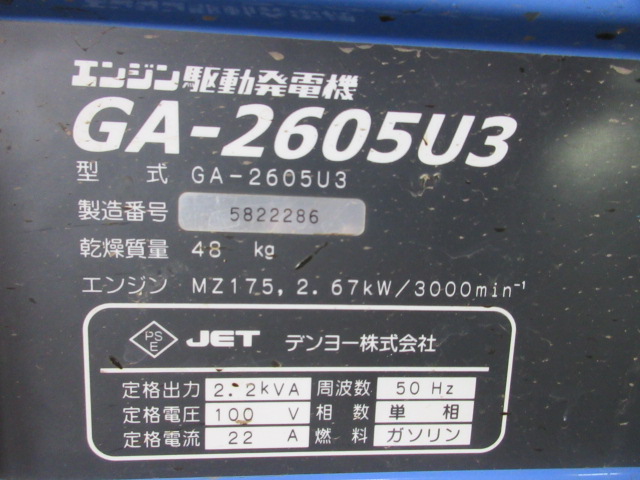 エンジン駆動発電機
GA-2605U3
型 式 GA-2605U3
製造番号 5822286
乾燥質量 48 kg
エンジン MZ175, 2.67kW/3000min⁻¹
PS E JET デンヨー株式会社
定格出力 2.2kVA 周波数 50 Hz
定格電圧 100 V 相 数 単 相
定格電流 22 A 燃 料 ガソリン